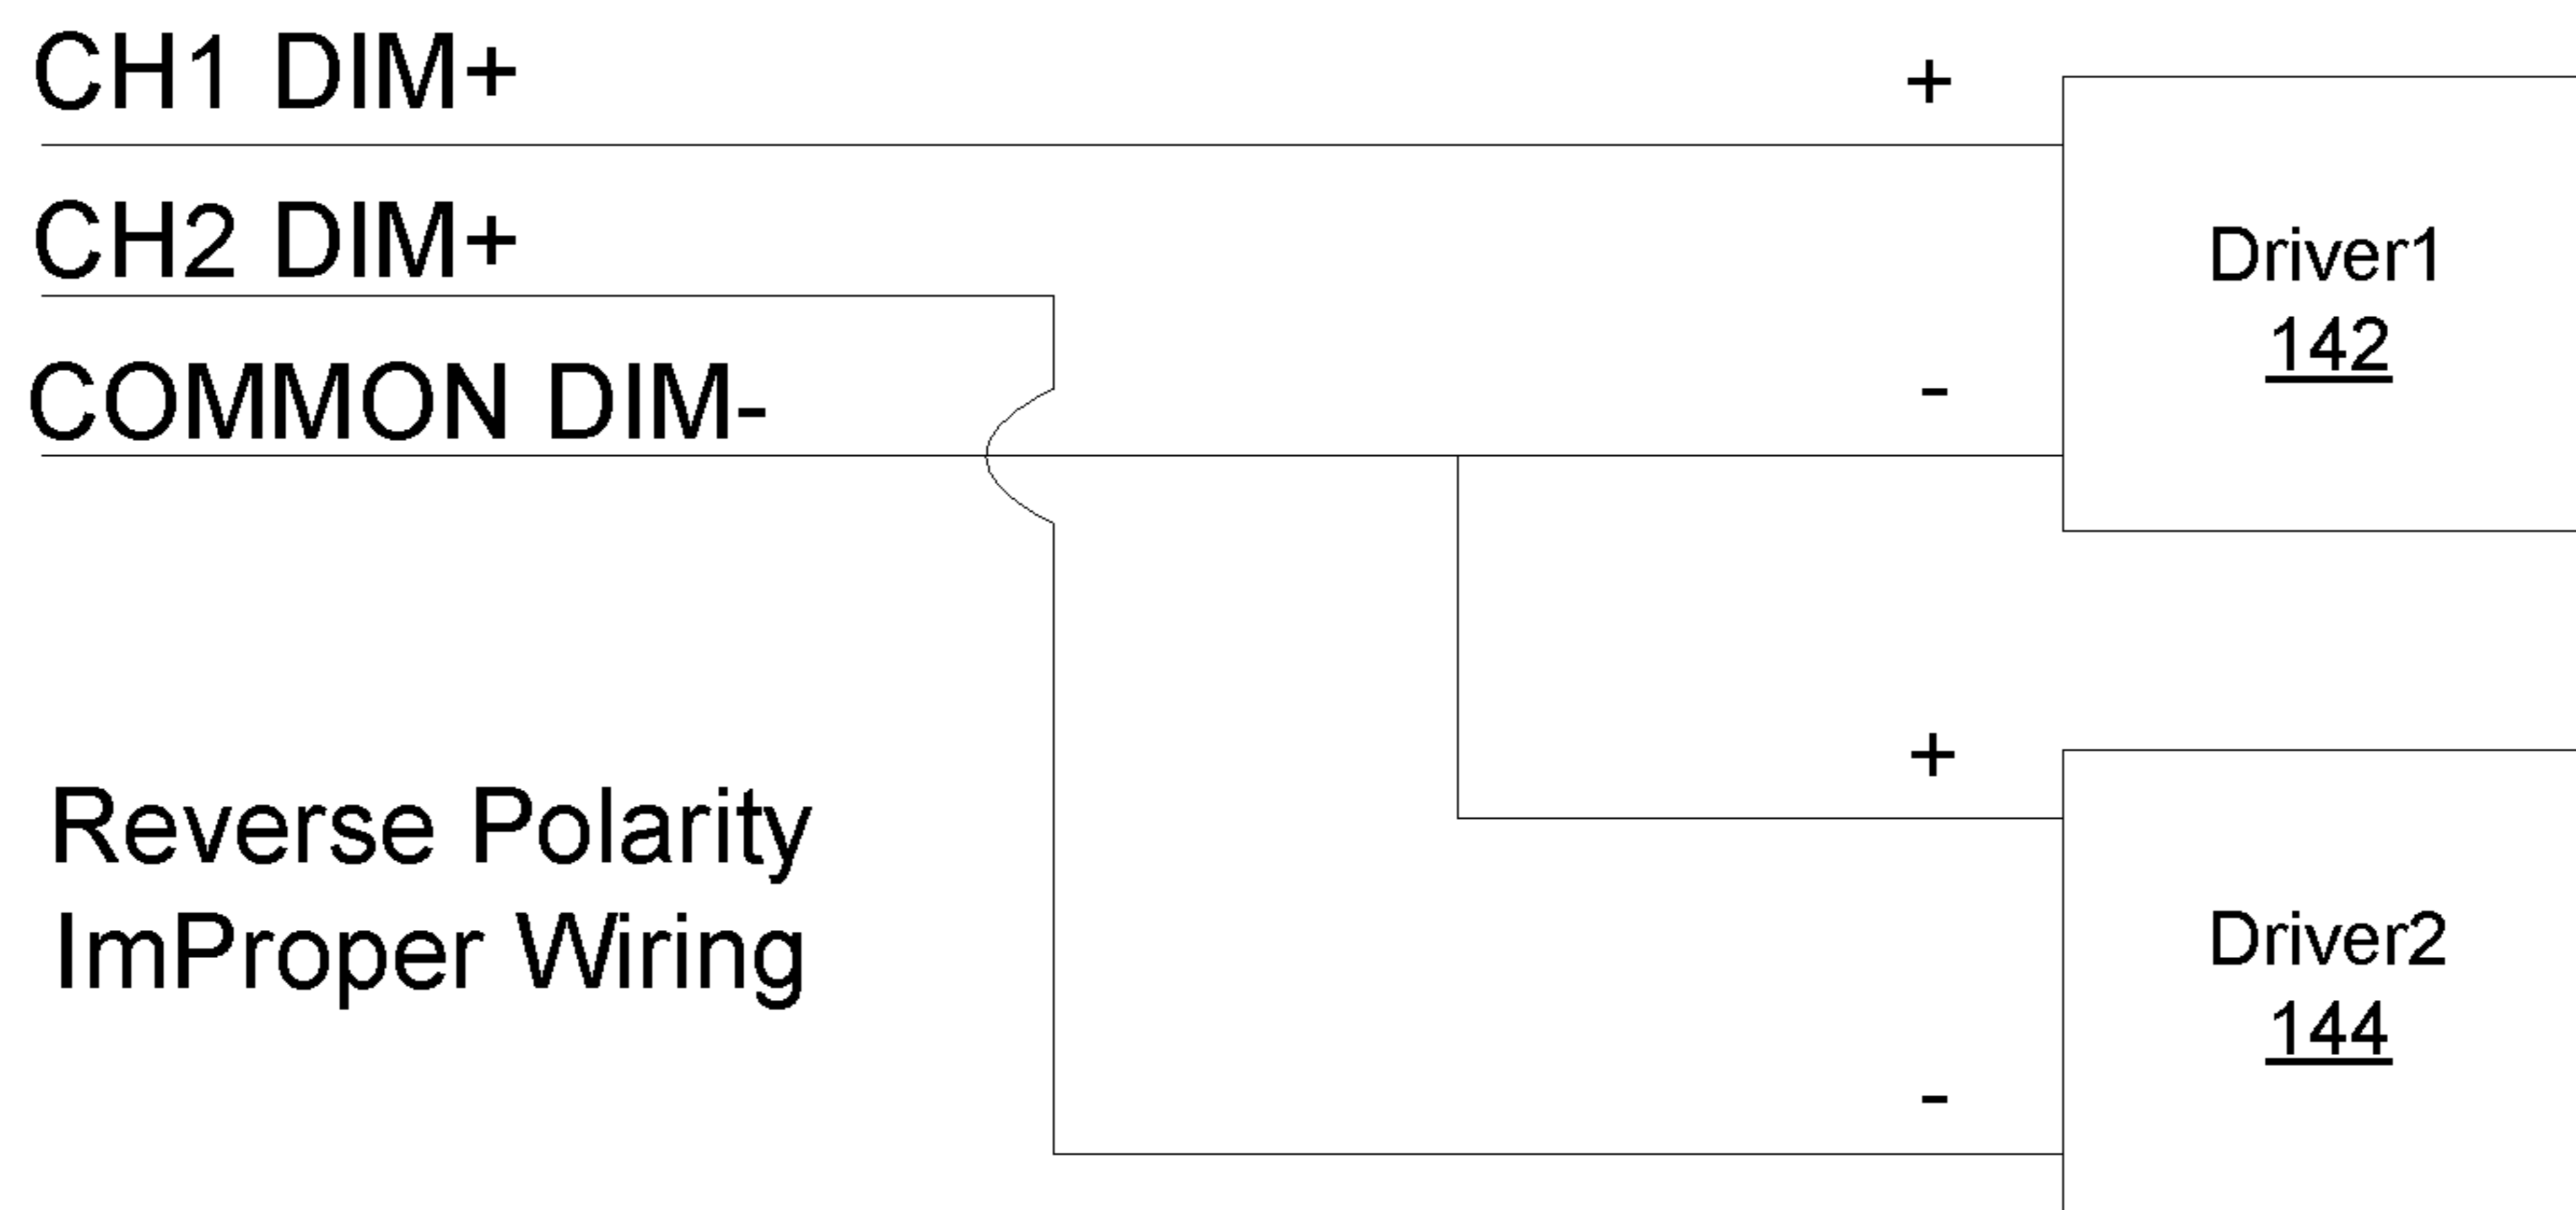 CH1 DIM+
+
CH2 DIM+
Driver1
142
COMMON DIM-
-
+
Reverse Polarity
ImProper Wiring
Driver2
144
-